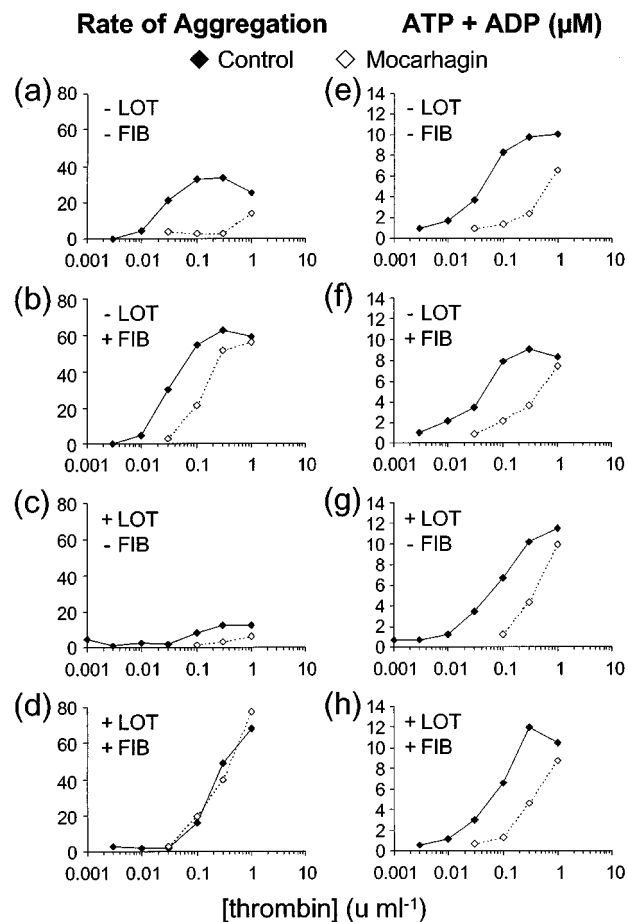 Rate of Aggregation ATP + ADP (µM)
◆ Control ◇ Mocarhagin
(a)
80
60
40
20
0
- LOT
- FIB
0.001 0.01 0.1 1 10
(e)
14
12
10
8
6
4
2
0
- LOT
- FIB
0.001 0.01 0.1 1 10
(b)
80
60
40
20
0
- LOT
+ FIB
0.001 0.01 0.1 1 10
(f)
14
12
10
8
6
4
2
0
- LOT
+ FIB
0.001 0.01 0.1 1 10
(c)
80
60
40
20
0
+ LOT
- FIB
0.001 0.01 0.1 1 10
(g)
14
12
10
8
6
4
2
0
+ LOT
- FIB
0.001 0.01 0.1 1 10
(d)
80
60
40
20
0
+ LOT
+ FIB
0.001 0.01 0.1 1 10
(h)
14
12
10
8
6
4
2
0
+ LOT
+ FIB
0.001 0.01 0.1 1 10
[thrombin] (u ml⁻¹)